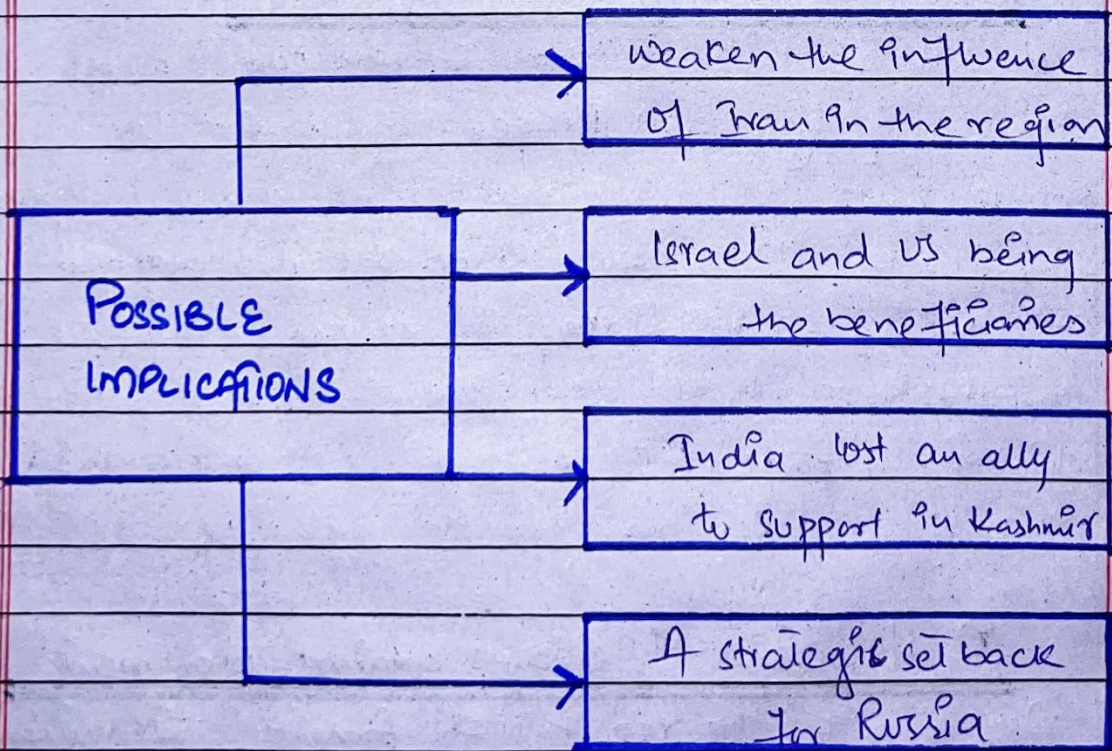 Weaken the influence
of Iran in the region
Israel and US being
the beneficiaries
POSSIBLE
IMPLICATIONS
India lost an ally
to support in Kashmir
A strategic set back
for Russia